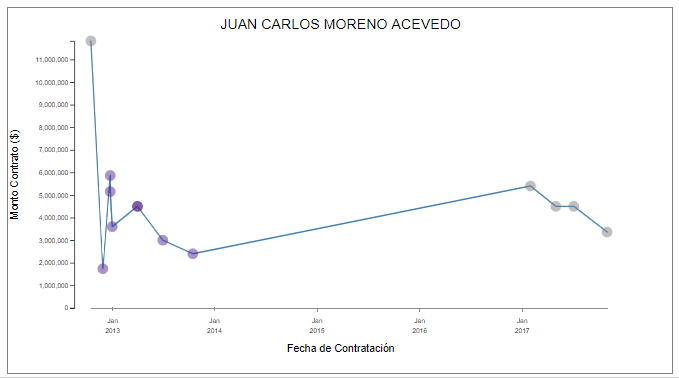 JUAN CARLOS MORENO ACEVEDO
Monto Contrato ($)
11,000,000
10,000,000
9,000,000
8,000,000
7,000,000
6,000,000
5,000,000
4,000,000
3,000,000
2,000,000
1,000,000
0
Jan Jan Jan Jan Jan
2013 2014 2015 2016 2017
Fecha de Contratación